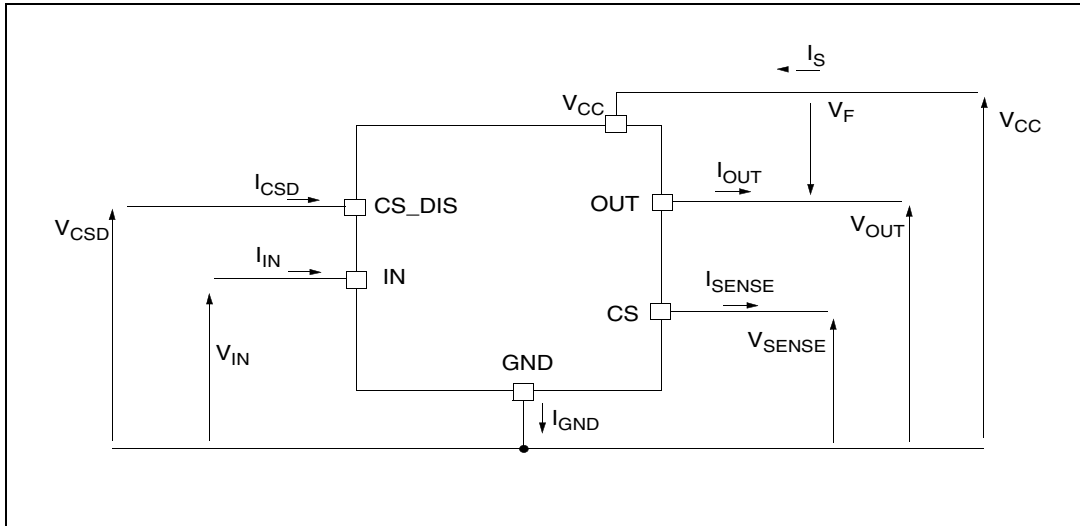 I_S
V_CC
V_F
V_CC
I_CSD
CS_DIS
OUT
I_OUT
V_CSD
V_OUT
I_IN
IN
I_SENSE
CS
V_IN
V_SENSE
GND
I_GND